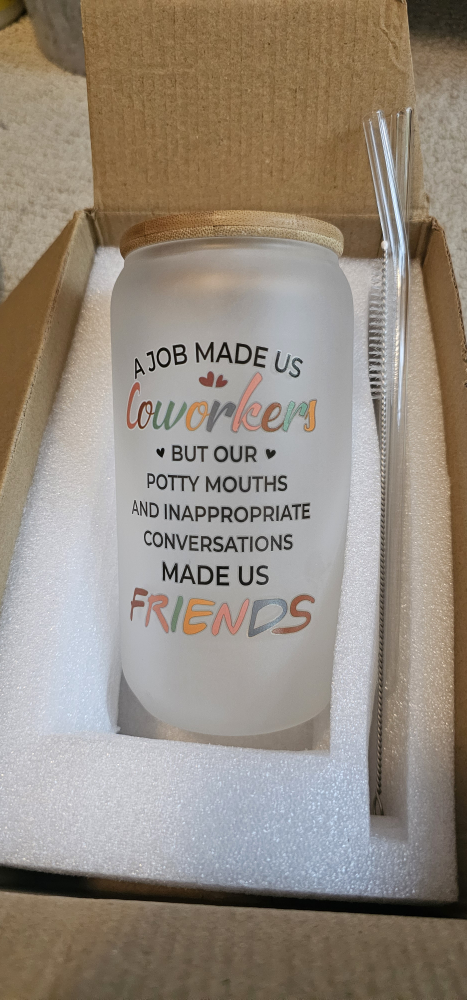 A JOB MADE US
Coworkers
BUT OUR
POTTY MOUTHS
AND INAPPROPRIATE
CONVERSATIONS
MADE US
FRIENDS